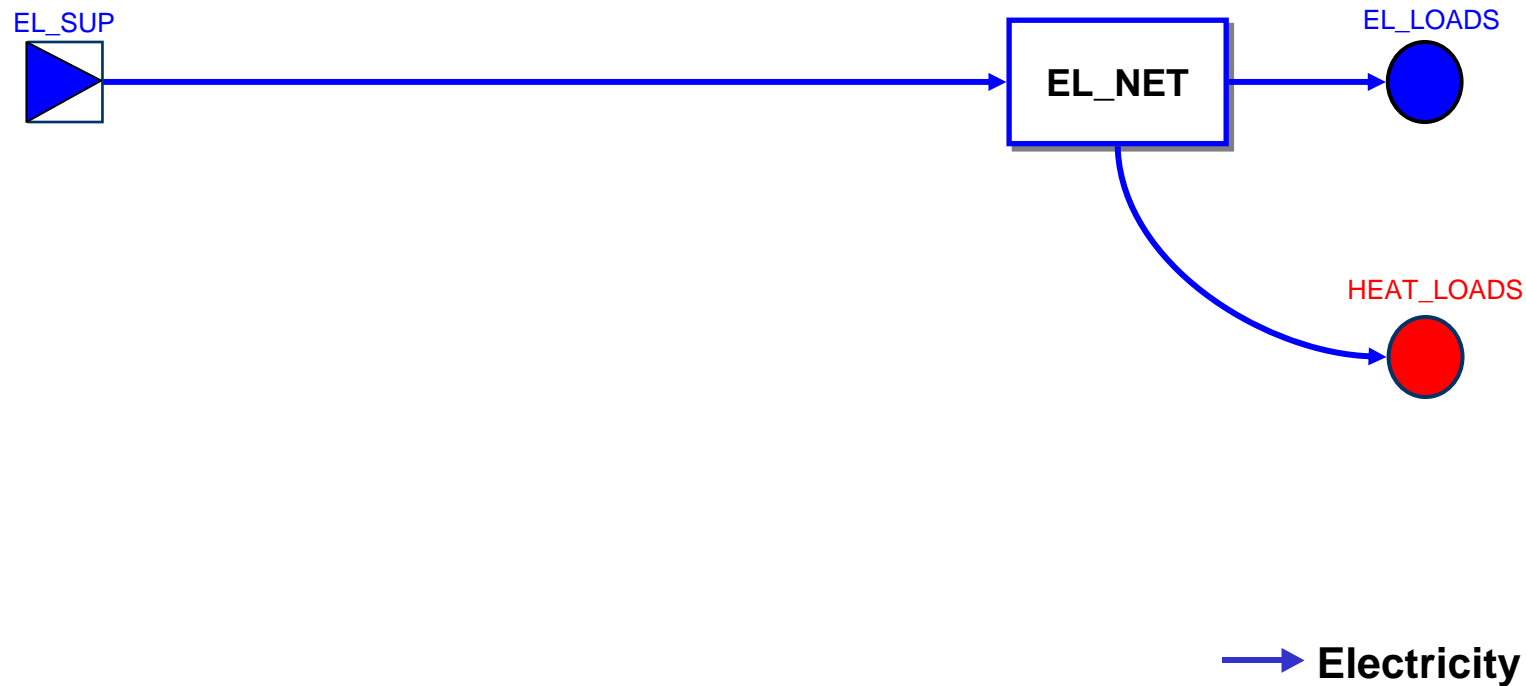 EL_SUP
EL_LOADS
EL_NET
HEAT_LOADS
Electricity